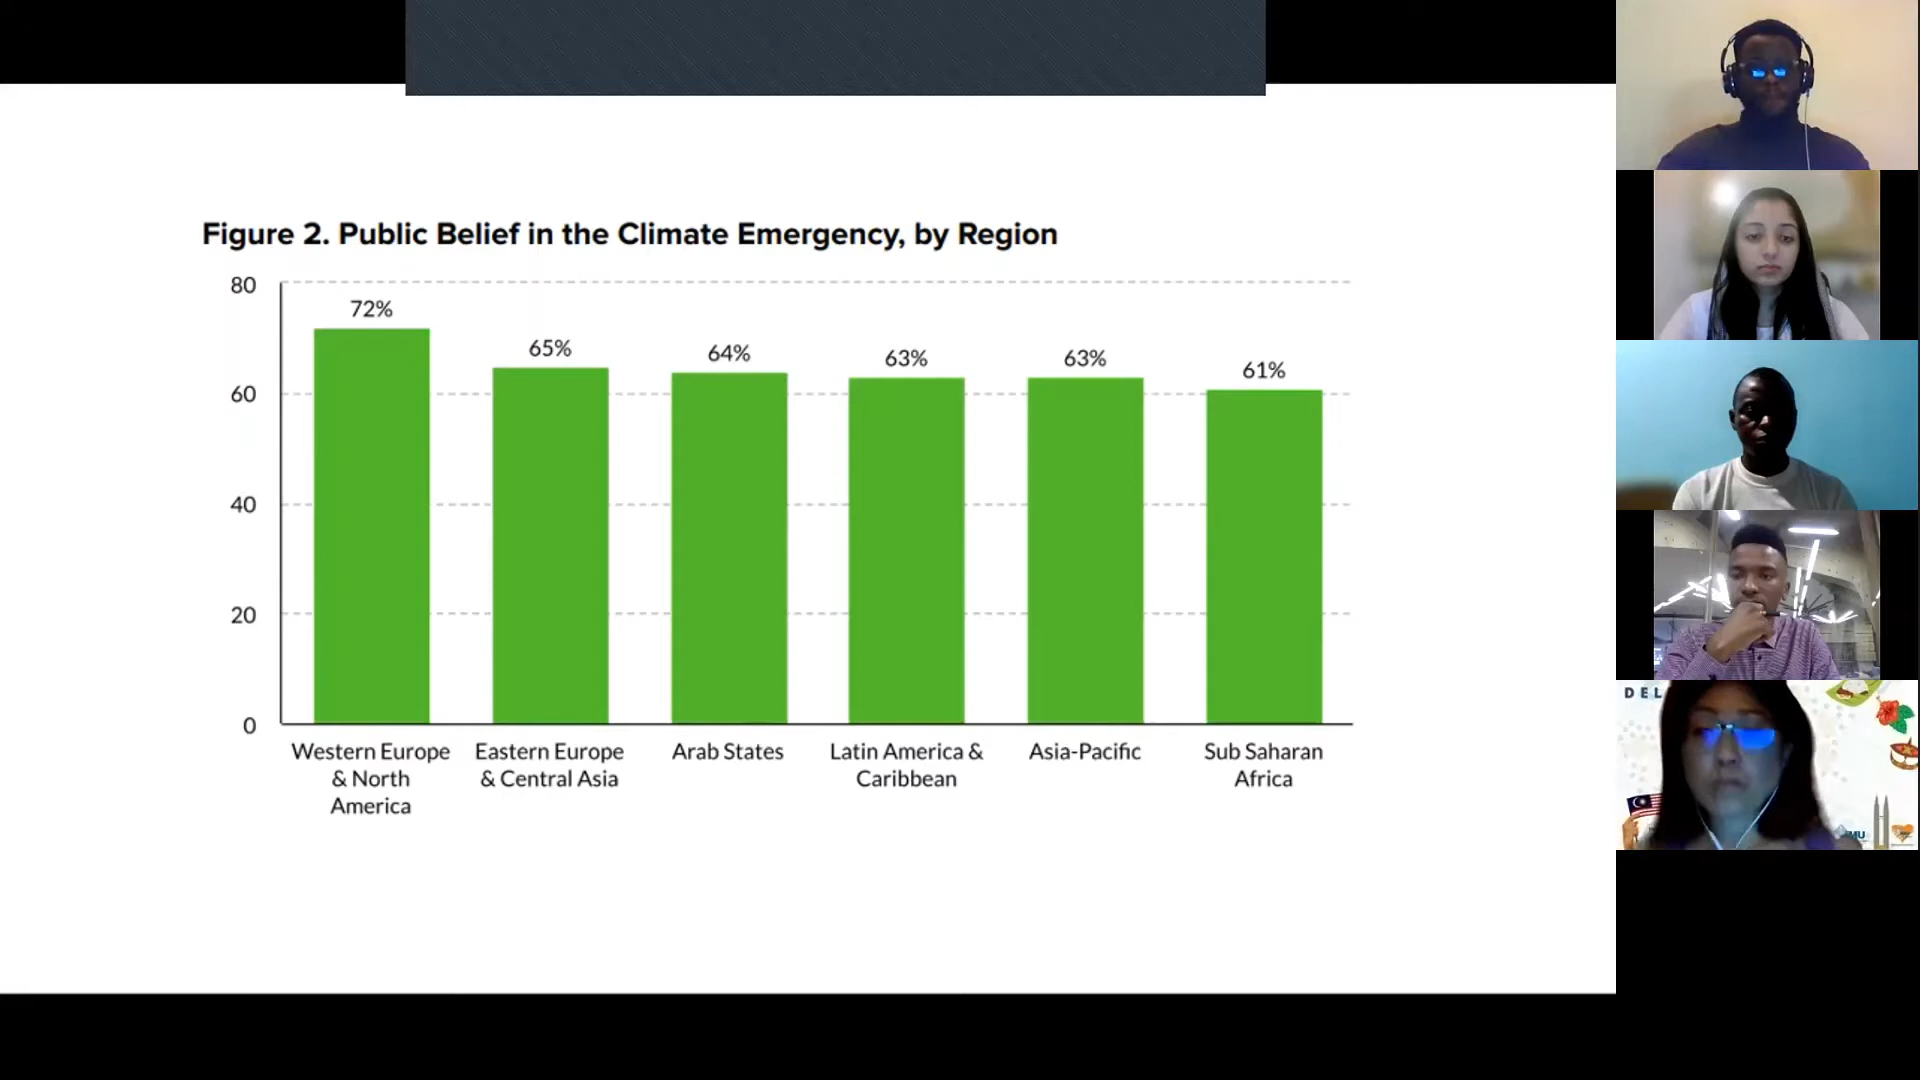 Figure 2. Public Belief in the Climate Emergency, by Region
80
60
40
20
0
72%
65%
64%
63%
63%
61%
Western Europe
& North
America
Eastern Europe
& Central Asia
Arab States
Latin America &
Caribbean
Asia-Pacific
Sub Saharan
Africa
DEL